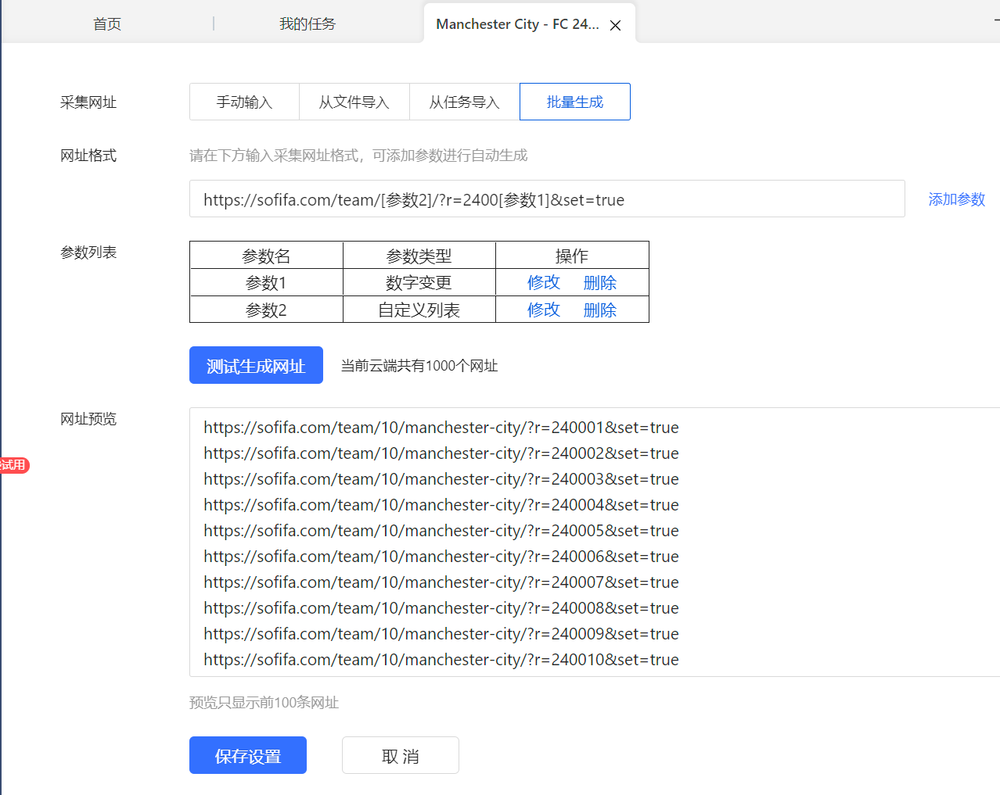 首页 | 我的任务 Manchester City - FC 24...
采集网址 手动输入 从文件导入 从任务导入 批量生成
网址格式 请在下方输入采集网址格式，可添加参数进行自动生成
https://sofifa.com/team/[参数2]/?r=2400[参数1]&set=true 添加参数
参数列表 参数名 参数类型 操作
参数1 数字变更 修改 删除
参数2 自定义列表 修改 删除
测试生成网址 当前云端共有1000个网址
网址预览
https://sofifa.com/team/10/manchester-city/?r=240001&set=true
https://sofifa.com/team/10/manchester-city/?r=240002&set=true
试用
https://sofifa.com/team/10/manchester-city/?r=240003&set=true
https://sofifa.com/team/10/manchester-city/?r=240004&set=true
https://sofifa.com/team/10/manchester-city/?r=240005&set=true
https://sofifa.com/team/10/manchester-city/?r=240006&set=true
https://sofifa.com/team/10/manchester-city/?r=240007&set=true
https://sofifa.com/team/10/manchester-city/?r=240008&set=true
https://sofifa.com/team/10/manchester-city/?r=240009&set=true
https://sofifa.com/team/10/manchester-city/?r=240010&set=true
预览只显示前100条网址
保存设置 取 消